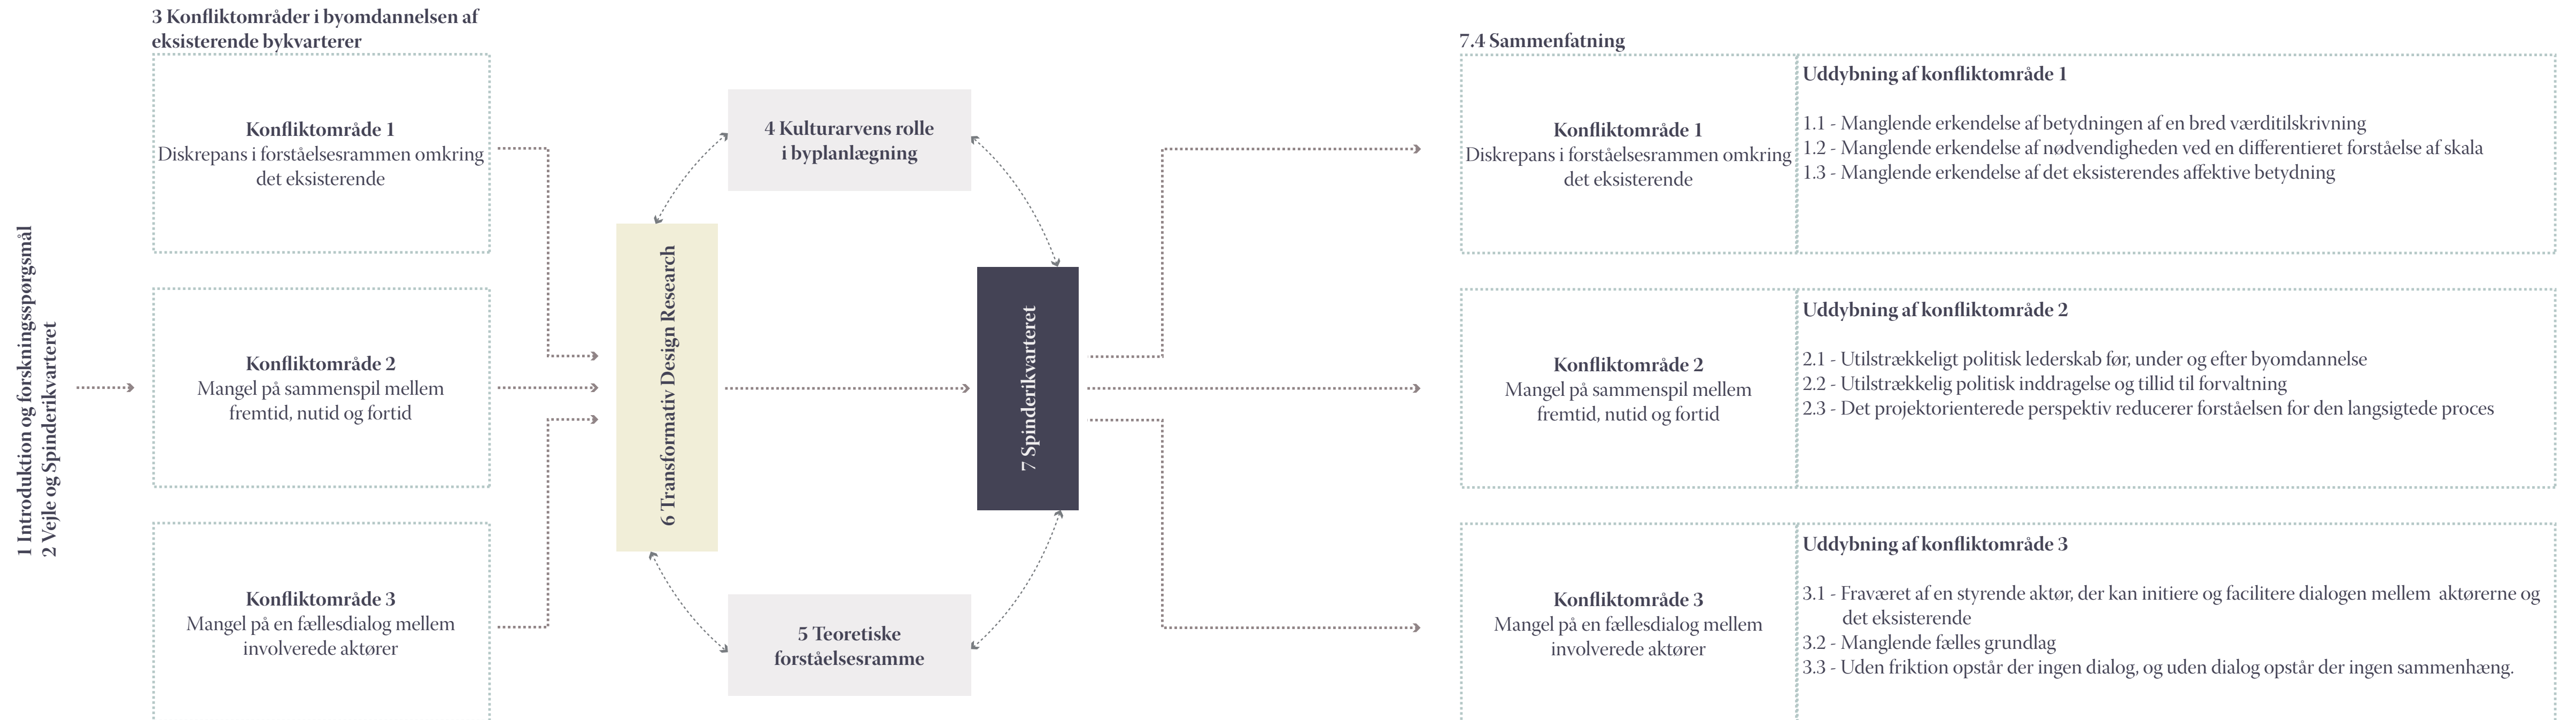 1 Introduktion og forskningsspørgsmål
2 Vejle og Spinderikvarteret
3 Konfliktområder i byomdannelsen af
eksisterende bykvarterer
Konfliktområde 1
Diskrepans i forståelsesrammen omkring
det eksisterende
Konfliktområde 2
Mangel på sammenspil mellem
fremtid, nutid og fortid
Konfliktområde 3
Mangel på en fællesdialog mellem
involverede aktører
6 Transformativ Design Research
4 Kulturarvens rolle
i byplanlægning
5 Teoretiske
forståelsesramme
7 Spinderikvarteret
7.4 Sammenfatning
Konfliktområde 1
Diskrepans i forståelsesrammen omkring
det eksisterende
Uddybning af konfliktområde 1
1.1 - Manglende erkendelse af betydningen af en bred værditilskrivning
1.2 - Manglende erkendelse af nødvendigheden ved en differentieret forståelse af skala
1.3 - Manglende erkendelse af det eksisterendes affektive betydning
Konfliktområde 2
Mangel på sammenspil mellem
fremtid, nutid og fortid
Uddybning af konfliktområde 2
2.1 - Utilstrækkeligt politisk lederskab før, under og efter byomdannelse
2.2 - Utilstrækkelig politisk inddragelse og tillid til forvaltning
2.3 - Det projektorienterede perspektiv reducerer forståelsen for den langsigtede proces
Konfliktområde 3
Mangel på en fællesdialog mellem
involverede aktører
Uddybning af konfliktområde 3
3.1 - Fraværet af en styrende aktør, der kan initiere og facilitere dialogen mellem  aktørerne og
det eksisterende
3.2 - Manglende fælles grundlag
3.3 - Uden friktion opstår der ingen dialog, og uden dialog opstår der ingen sammenhæng.